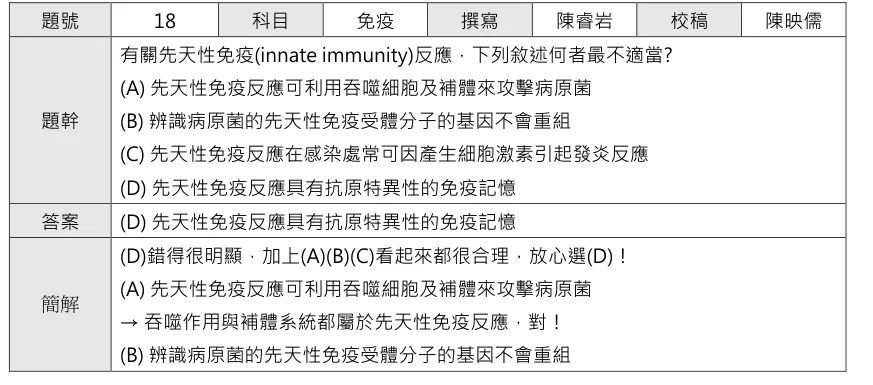 題號 18 科目 免疫 撰寫 陳睿岩 校稿 陳映儒
題幹
有關先天性免疫(innate immunity)反應，下列敘述何者最不適當?
(A) 先天性免疫反應可利用吞噬細胞及補體來攻擊病原菌
(B) 辨識病原菌的先天性免疫受體分子的基因不會重組
(C) 先天性免疫反應在感染處常可因產生細胞激素引起發炎反應
(D) 先天性免疫反應具有抗原特異性的免疫記憶
答案 (D) 先天性免疫反應具有抗原特異性的免疫記憶
簡解
(D)錯得很明顯，加上(A)(B)(C)看起來都很合理，放心選(D)！
(A) 先天性免疫反應可利用吞噬細胞及補體來攻擊病原菌
→ 吞噬作用與補體系統都屬於先天性免疫反應，對！
(B) 辨識病原菌的先天性免疫受體分子的基因不會重組